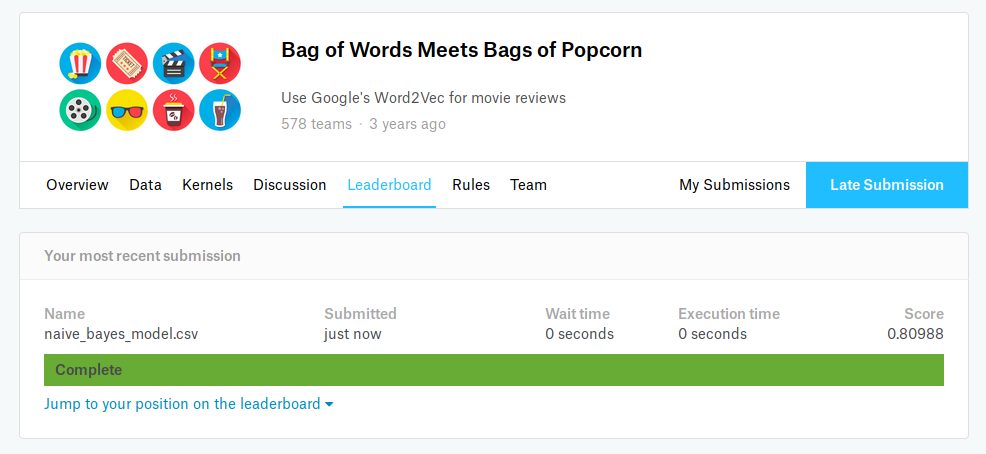 Bag of Words Meets Bags of Popcorn
Use Google's Word2Vec for movie reviews
578 teams · 3 years ago
TICKET
Overview Data Kernels Discussion Leaderboard Rules Team My Submissions Late Submission
Your most recent submission
Name Submitted Wait time Execution time Score
naive_bayes_model.csv just now 0 seconds 0 seconds 0.80988
Complete
Jump to your position on the leaderboard